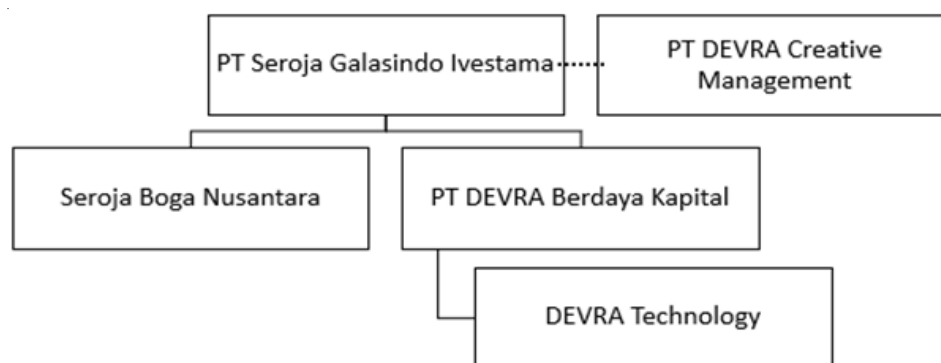 PT Seroja Galasindo Ivestama
PT DEVRA Creative
Management
Seroja Boga Nusantara
PT DEVRA Berdaya Kapital
DEVRA Technology